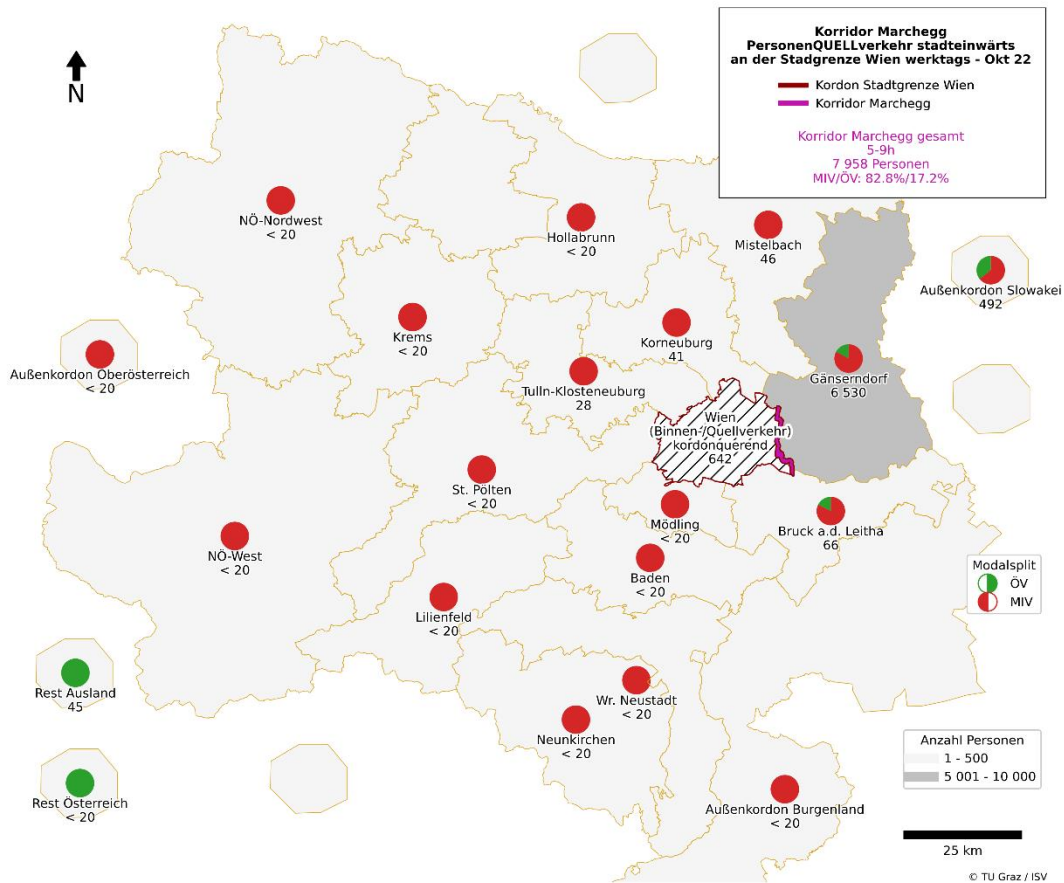 Korridor Marchegg
PersonenQUELLverkehr stadteinwärts
an der Stadgrenze Wien werktags - Okt 22
Kordon Stadtgrenze Wien
Korridor Marchegg
Korridor Marchegg gesamt
5-9h
7 958 Personen
MIV/ÖV: 82.8%/17.2%
N
NÖ-Nordwest
< 20
Hollabrunn
< 20
Mistelbach
46
Außenkordon Slowakei
492
Krems
< 20
Korneuburg
41
Außenkordon Oberösterreich
< 20
Gänserndorf
6 530
Tulln-Klosteneuburg
28
Wien
(Binnen-/Quellverkehr)
kordonquerend
642
St. Pölten
< 20
Mödling
< 20
Bruck a.d. Leitha
66
NÖ-West
< 20
Baden
< 20
Modalsplit
ÖV
MIV
Lilienfeld
< 20
Rest Ausland
45
Wr. Neustadt
< 20
Neunkirchen
< 20
Anzahl Personen
1 - 500
5 001 - 10 000
Rest Österreich
< 20
Außenkordon Burgenland
< 20
25 km
© TU Graz / ISV